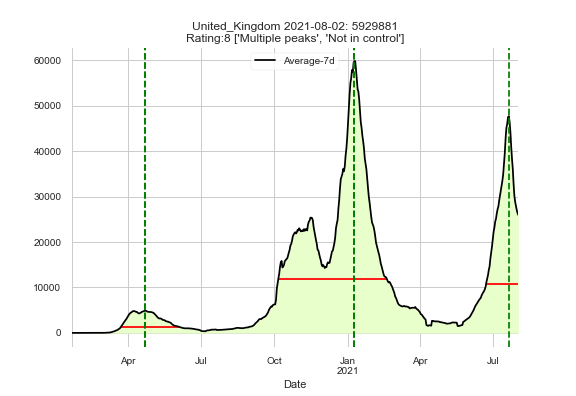 United_Kingdom 2021-08-02: 5929881
Rating:8 ['Multiple peaks', 'Not in control']
Average-7d
60000
50000
40000
30000
20000
10000
0
Apr
Jul
Oct
Jan
2021
Apr
Jul
Date